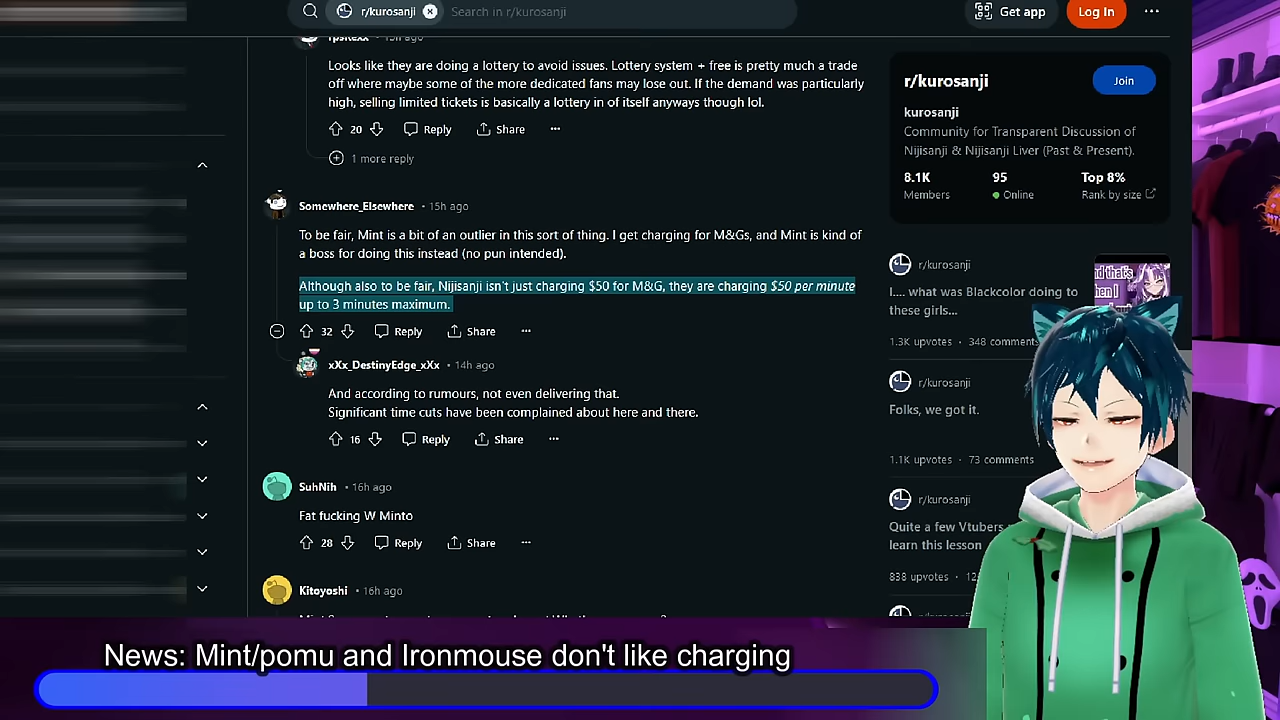 r/kurosanji
Search in r/kurosanji
Get app
Log In
15h ago
Looks like they are doing a lottery to avoid issues. Lottery system + free is pretty much a trade
off where maybe some of the more dedicated fans may lose out. If the demand was particularly
high, selling limited tickets is basically a lottery in of itself anyways though lol.
20
Reply
Share
1 more reply
Somewhere_Elsewhere • 15h ago
To be fair, Mint is a bit of an outlier in this sort of thing. I get charging for M&Gs, and Mint is kind of
a boss for doing this instead (no pun intended).
Although also to be fair, Nijisanji isn't just charging $50 for M&G, they are charging $50 per minute
up to 3 minutes maximum.
32
Reply
Share
xXx_DestinyEdge_xXx • 14h ago
And according to rumours, not even delivering that.
Significant time cuts have been complained about here and there.
16
Reply
Share
SuhNih • 16h ago
Fat fucking W Minto
28
Reply
Share
Kitoyoshi • 16h ago
r/kurosanji
Join
kurosanji
Community for Transparent Discussion of
Nijisanji & Nijisanji Liver (Past & Present).
8.1K
95
Top 8%
Members
Online
Rank by size
r/kurosanji
I.... what was Blackcolor doing to
these girls...
1.3K upvotes • 348 comments
r/kurosanji
Folks, we got it.
1.1K upvotes • 73 comments
r/kurosanji
Quite a few Vtubers
learn this lesson
838 upvotes
News: Mint/pomu and Ironmouse don't like charging